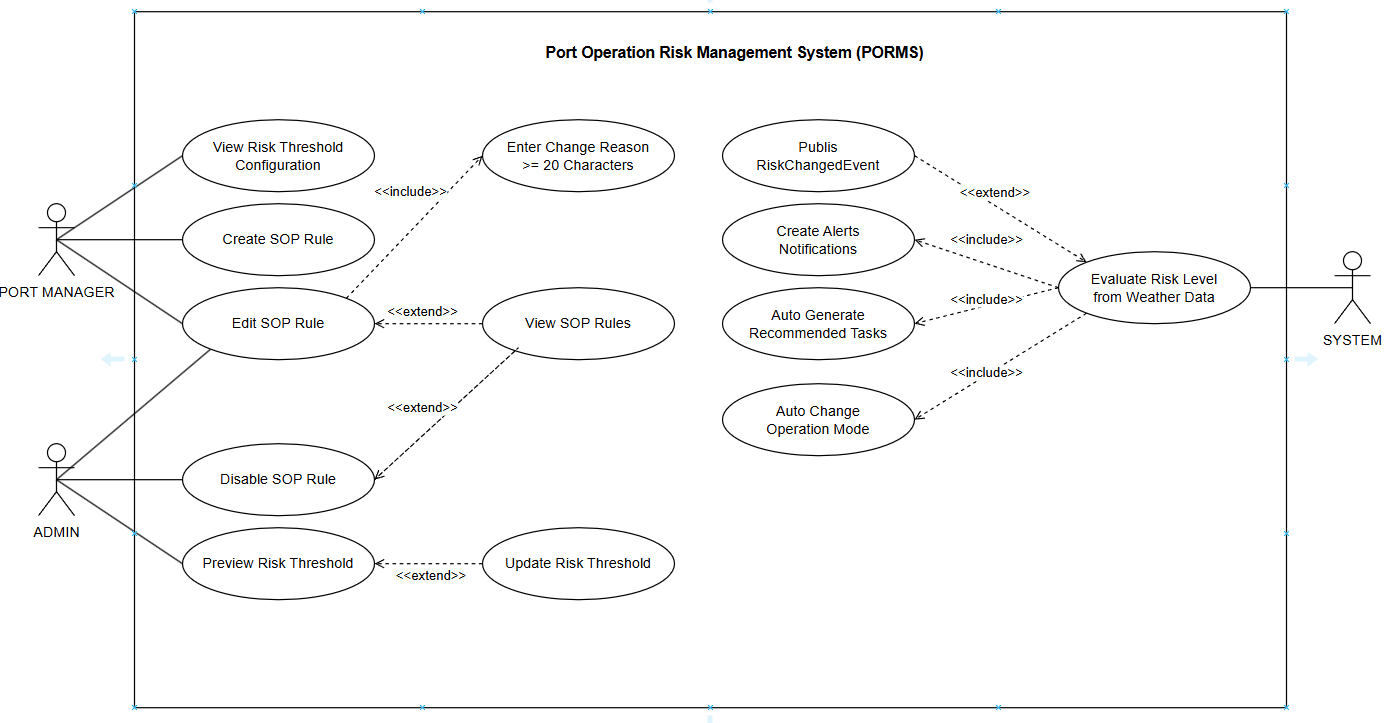 Port Operation Risk Management System (PORMS)
View Risk Threshold
Configuration
Enter Change Reason
>= 20 Characters
Publis
RiskChangedEvent
<<include>>
<<extend>>
Create SOP Rule
Create Alerts
Notifications
<<include>>
PORT MANAGER
Evaluate Risk Level
from Weather Data
<<include>>
Edit SOP Rule
<<extend>>
View SOP Rules
Auto Generate
Recommended Tasks
SYSTEM
<<include>>
<<extend>>
Auto Change
Operation Mode
Disable SOP Rule
ADMIN
Preview Risk Threshold
<<extend>>
Update Risk Threshold